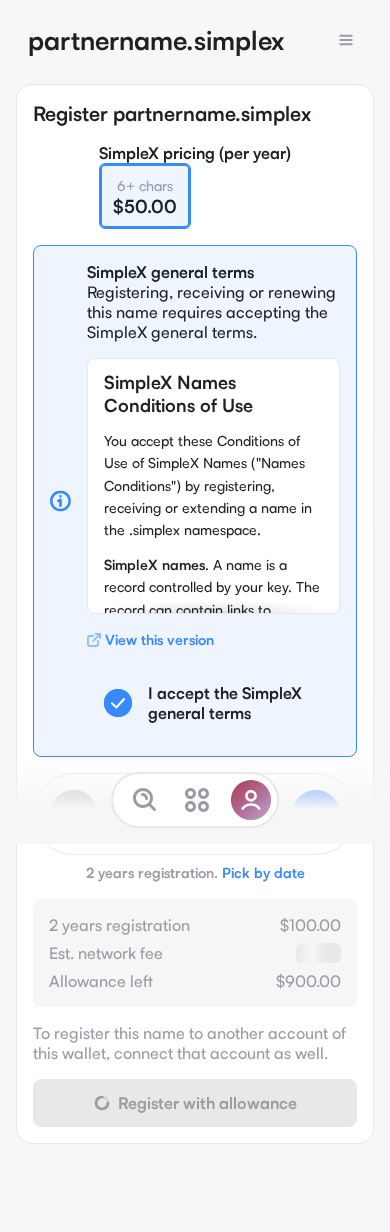 partnername.simplex
Register partnername.simplex
SimpleX pricing (per year)
6+ chars
$50.00
SimpleX general terms
Registering, receiving or renewing
this name requires accepting the
SimpleX general terms.
SimpleX Names
Conditions of Use
You accept these Conditions of
Use of SimpleX Names ("Names
Conditions") by registering,
receiving or extending a name in
the .simplex namespace.
SimpleX names. A name is a
record controlled by your key. The
record can contain links to
View this version
I accept the SimpleX
general terms
2 years registration. Pick by date
2 years registration $100.00
Est. network fee
Allowance left $900.00
To register this name to another account of
this wallet, connect that account as well.
Register with allowance